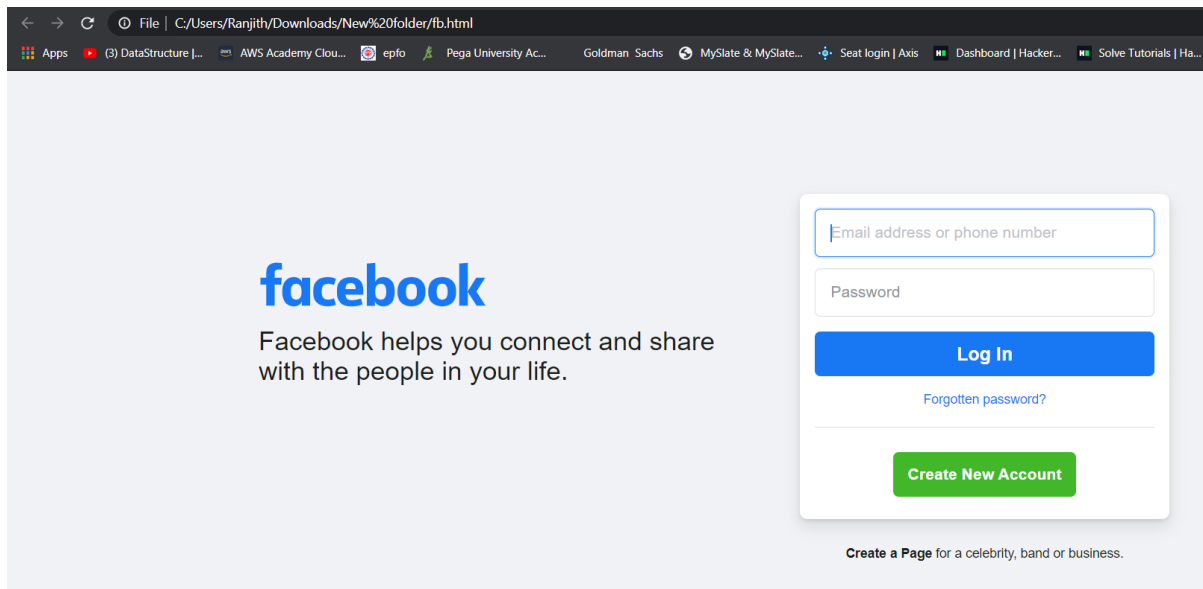 File | C:/Users/Ranjith/Downloads/New%20folder/fb.html
Apps (3) DataStructure |... aws AWS Academy Clou... epfo Pega University Ac... Goldman Sachs MySlate & MySlate... Seat login | Axis Dashboard | Hacker... Solve Tutorials | Ha...
facebook
Facebook helps you connect and share
with the people in your life.
Email address or phone number
Password
Log In
Forgotten password?
Create New Account
Create a Page for a celebrity, band or business.